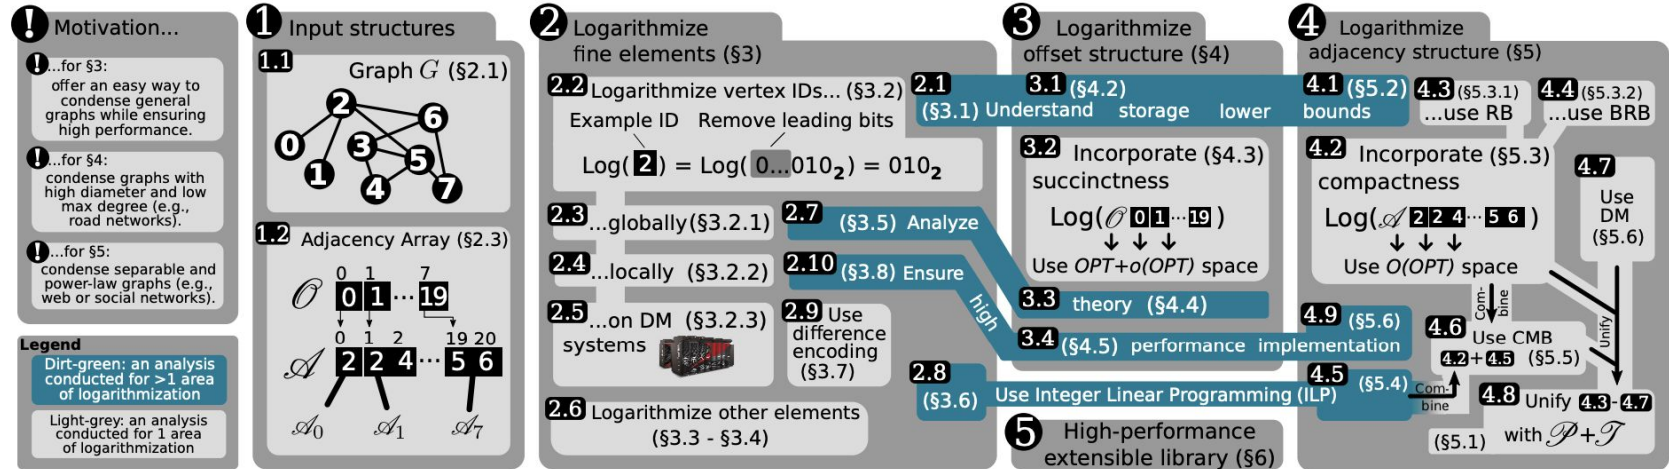 ! Motivation...
! ...for §3:
offer an easy way to
condense general
graphs while ensuring
high performance.
! ...for §4:
condense graphs with
high diameter and low
max degree (e.g.,
road networks).
! ...for §5:
condense separable and
power-law graphs (e.g.,
web or social networks).
Legend
Dirt-green: an analysis
conducted for >1 area
of logarithmization
Light-grey: an analysis
conducted for 1 area
of logarithmization
1 Input structures
1.1 Graph G (§2.1)
2
6
0
3
5
1
4
7
1.2 Adjacency Array (§2.3)
0 1 7
𝒪 0 1 ... 19
0 1 2 19 20
𝒜 2 2 4 ... 5 6
𝒜0 𝒜1 𝒜7
2 Logarithmize
fine elements (§3)
2.2 Logarithmize vertex IDs... (§3.2)
Example ID Remove leading bits
Log( 2 ) = Log( 0...010₂) = 010₂
2.3 ...globally (§3.2.1)
2.4 ...locally (§3.2.2)
2.5 ...on DM (§3.2.3)
systems
2.6 Logarithmize other elements
(§3.3 - §3.4)
2.7 (§3.5) Analyze
2.10 (§3.8) Ensure
high
2.9 Use
difference
encoding
(§3.7)
2.8
(§3.6)
Use Integer Linear Programming (ILP)
3 Logarithmize
offset structure (§4)
2.1 3.1 (§4.2) 4.1 (§5.2)
(§3.1) Understand storage lower bounds
3.2 Incorporate (§4.3)
succinctness
Log(𝒪 0 1 ... 19 )
Use OPT+o(OPT) space
3.3 theory (§4.4)
3.4 (§4.5) performance implementation
5 High-performance
extensible library (§6)
4 Logarithmize
adjacency structure (§5)
4.3 (§5.3.1)
...use RB
4.4 (§5.3.2)
...use BRB
4.2 Incorporate (§5.3)
compactness
Log(𝒜 2 2 4 ... 5 6 )
Use O(OPT) space
4.7
Use
DM
(§5.6)
4.9 (§5.6)
Com-
bine
Unify
4.6 Use CMB
4.2 + 4.5 (§5.5)
4.5 (§5.4)
Com-
bine
4.8 Unify 4.3 - 4.7
(§5.1) with 𝒫+𝒯